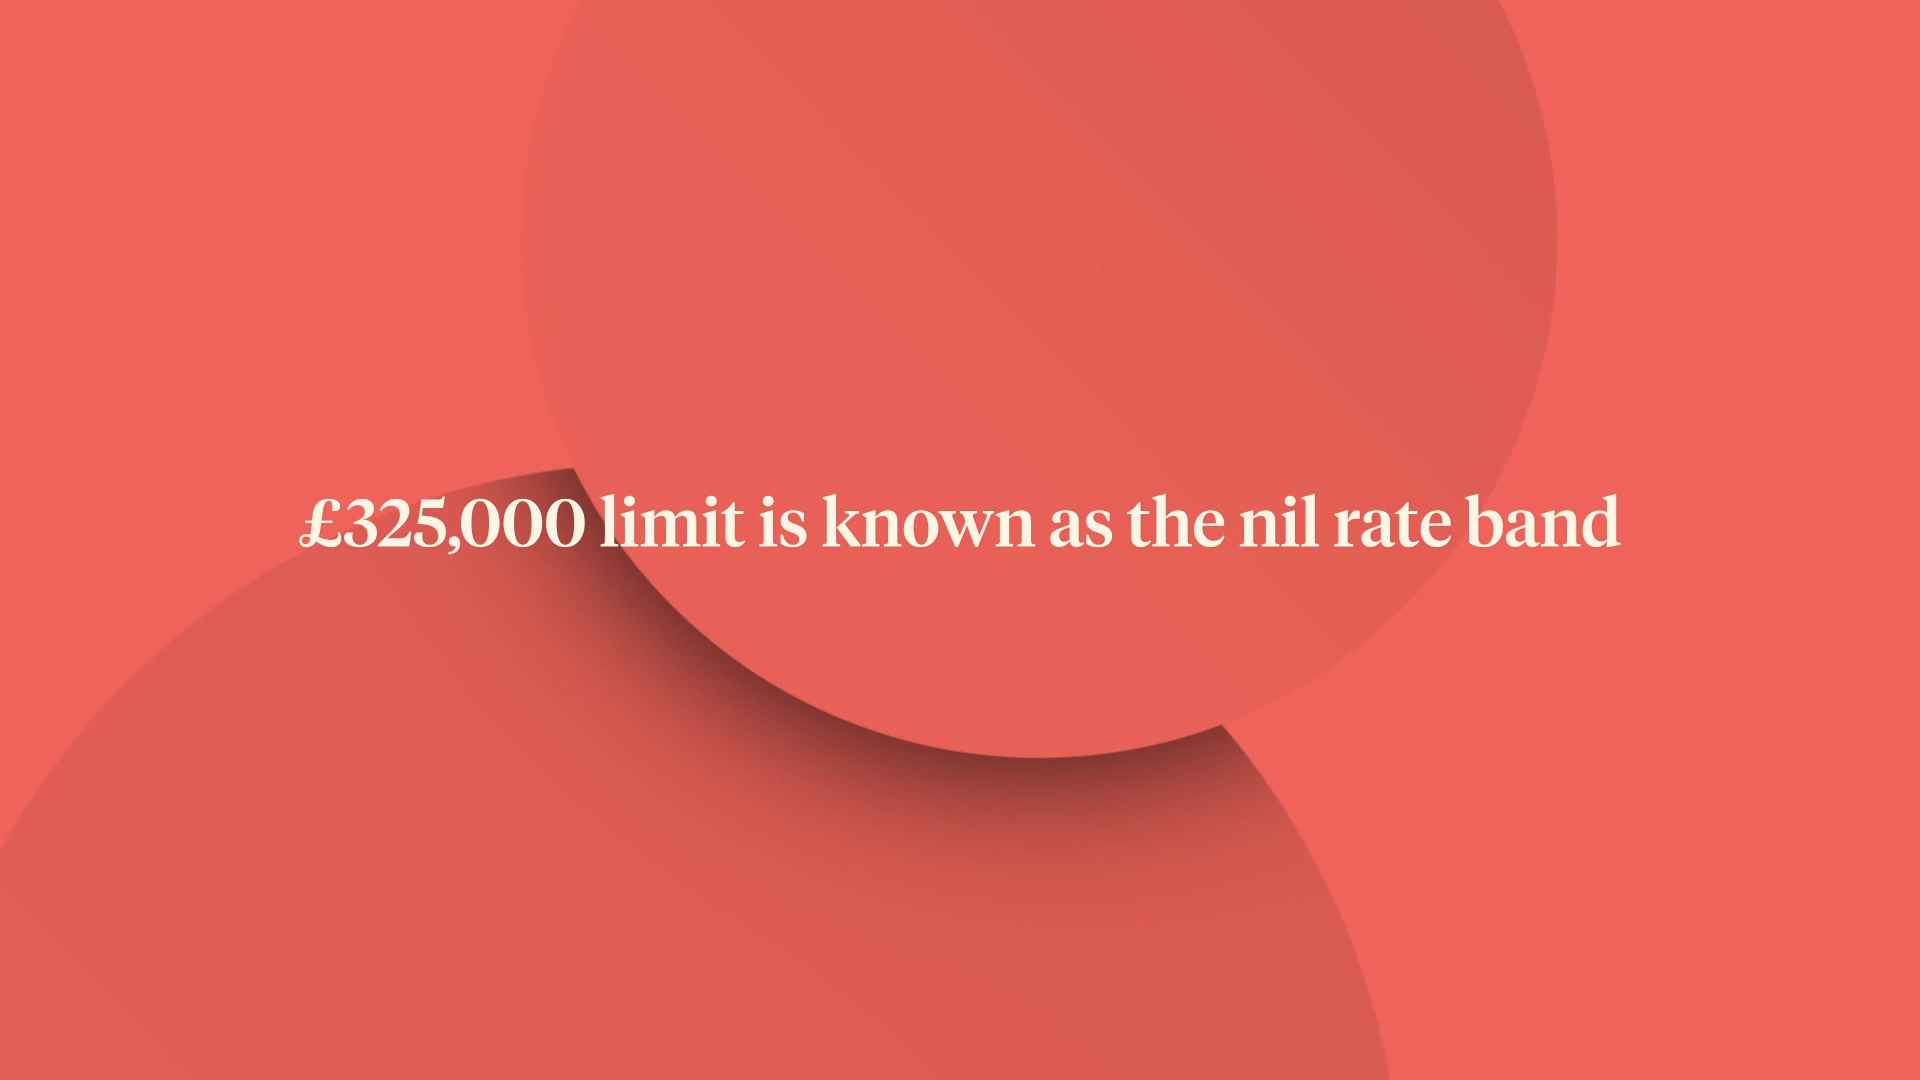 £325,000 limit is known as the nil rate band